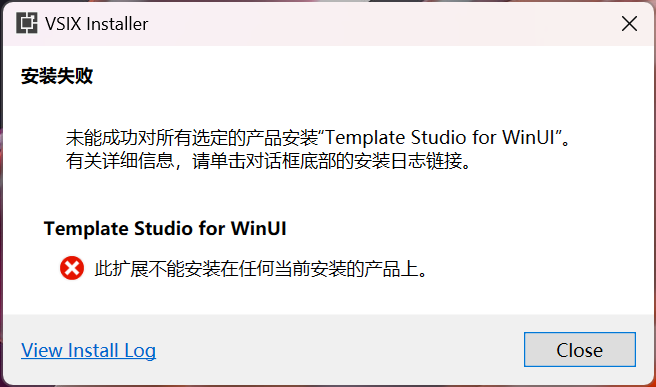 VSIX Installer
安装失败
未能成功对所有选定的产品安装“Template Studio for WinUI”。
有关详细信息，请单击对话框底部的安装日志链接。
Template Studio for WinUI
此扩展不能安装在任何当前安装的产品上。
View Install Log
Close